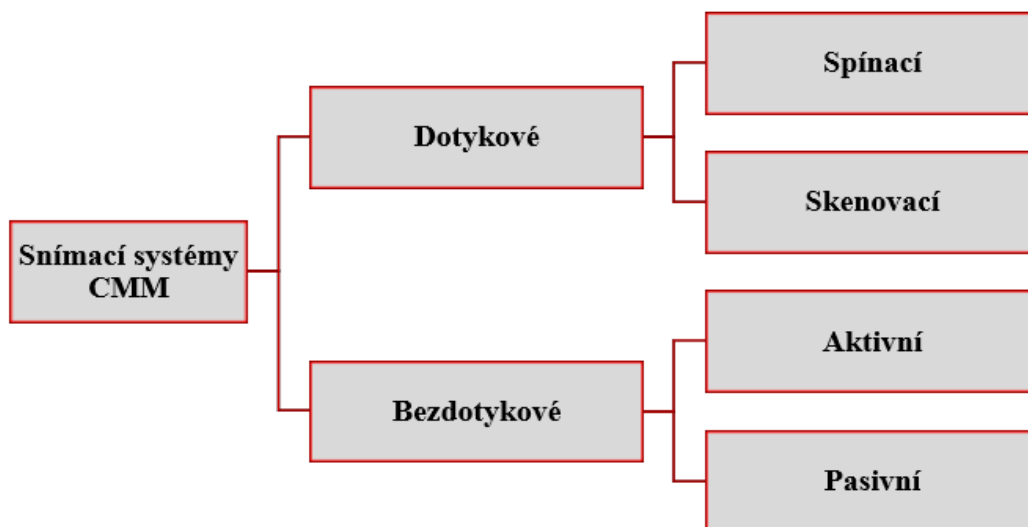 Snímací systémy
CMM
Dotykové
Spínací
Skenovací
Bezdotykové
Aktivní
Pasivní